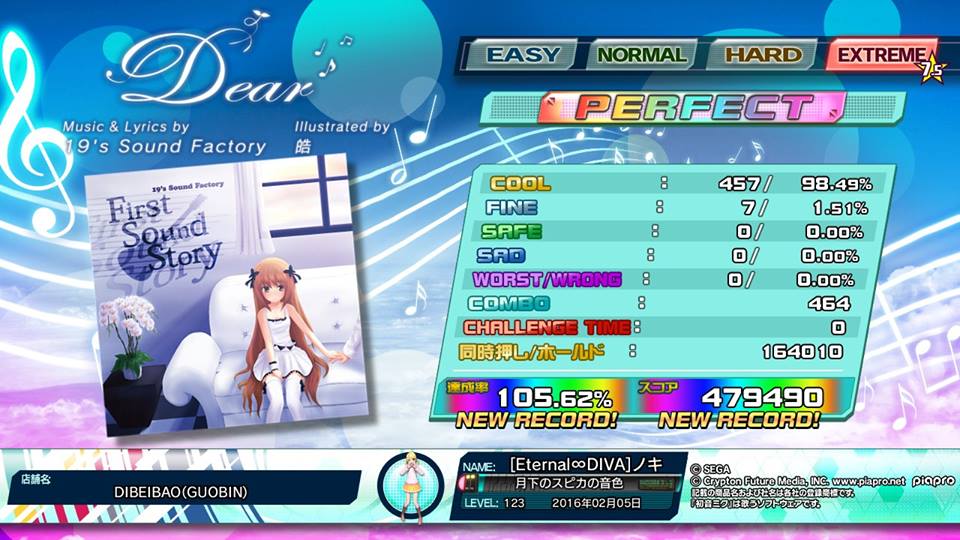 Dear
Music & Lyrics by
19's Sound Factory
Illustrated by
皓
19's Sound Factory
First
Sound
Story
EASY
NORMAL
HARD
EXTREME
7.5
PERFECT
COOL : 457/ 98.49%
FINE : 7/ 1.51%
SAFE : 0/ 0.00%
SAD : 0/ 0.00%
WORST/WRONG : 0/ 0.00%
COMBO : 464
CHALLENGE TIME : 0
同時押し/ホールド : 164010
達成率 105.62%
NEW RECORD!
スコア 479490
NEW RECORD!
店舗名
DIBEIBAO(GUOBIN)
NAME: [Eternal∞DIVA]ノキ
月下のスピカの音色
LEVEL: 123 2016年02月05日
© SEGA
© Crypton Future Media, INC. www.piapro.net piapro
記載の商品名および社名は各社の登録商標です。
「初音ミク」は歌うソフトウェアです。